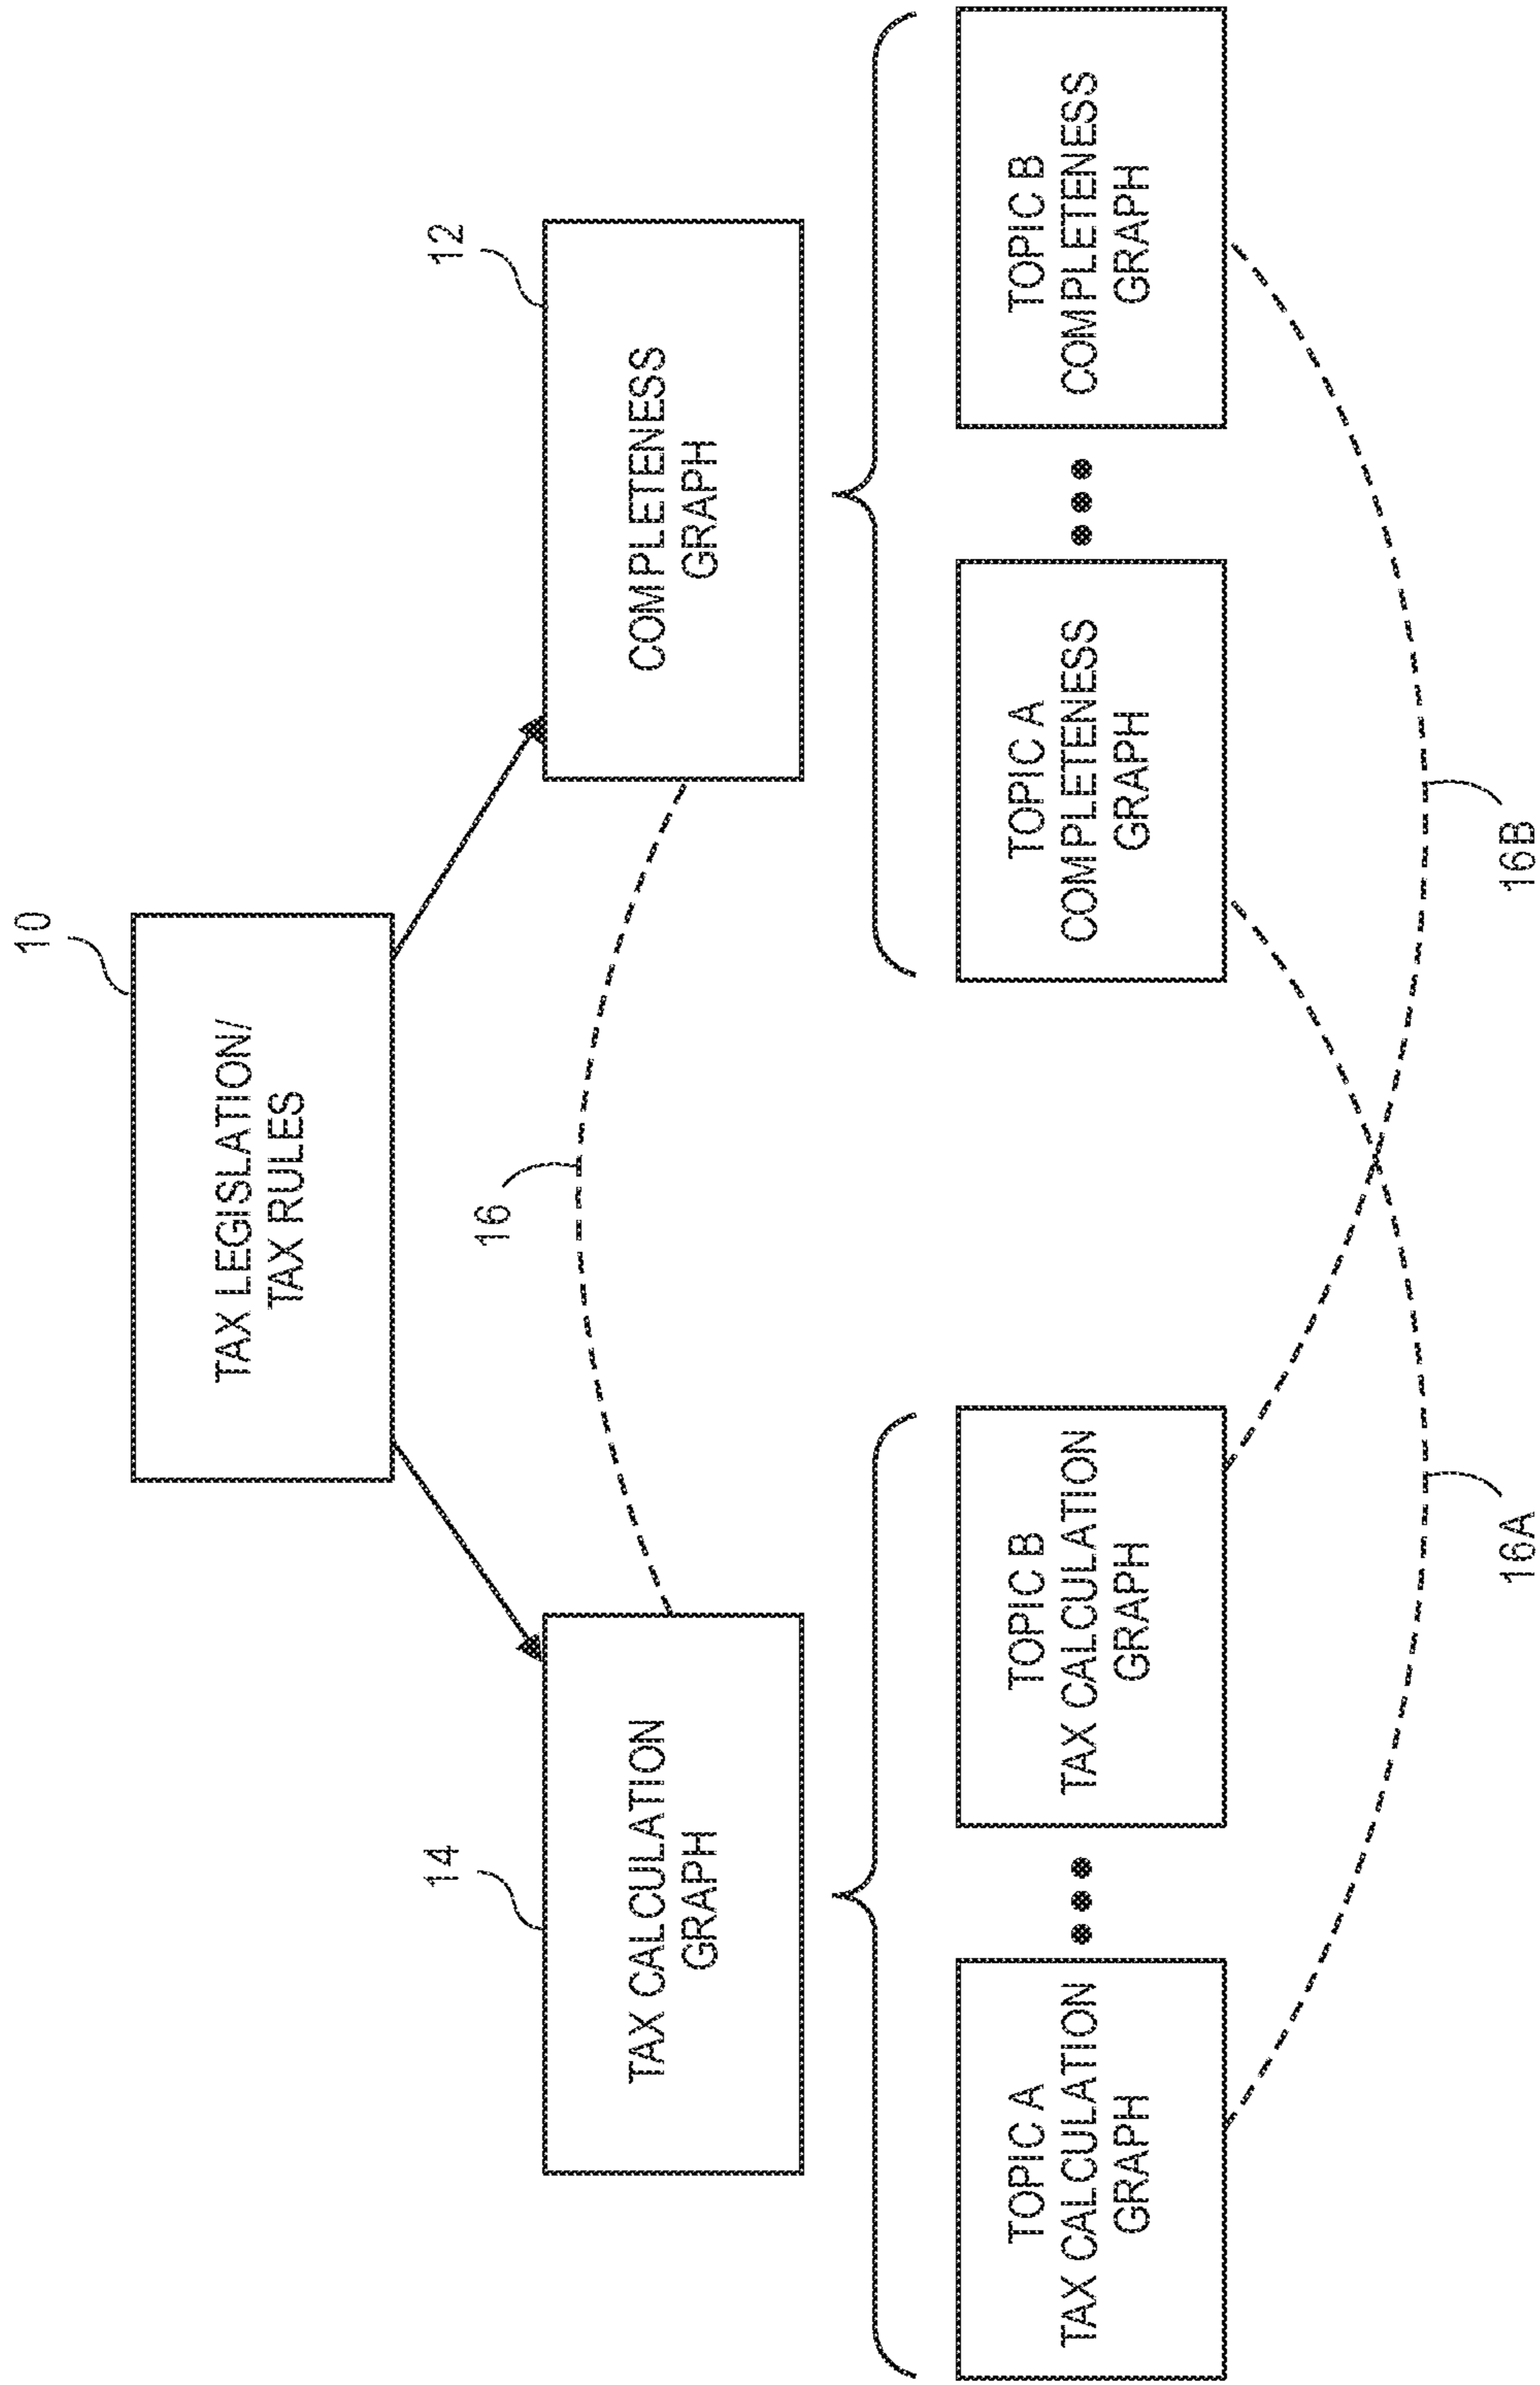 10
TAX LEGISLATION/
TAX RULES
14
TAX CALCULATION
GRAPH
16
12
COMPLETENESS
GRAPH
TOPIC A
TAX CALCULATION
GRAPH
TOPIC B
TAX CALCULATION
GRAPH
TOPIC A
COMPLETENESS
GRAPH
TOPIC B
COMPLETENESS
GRAPH
16A
16B